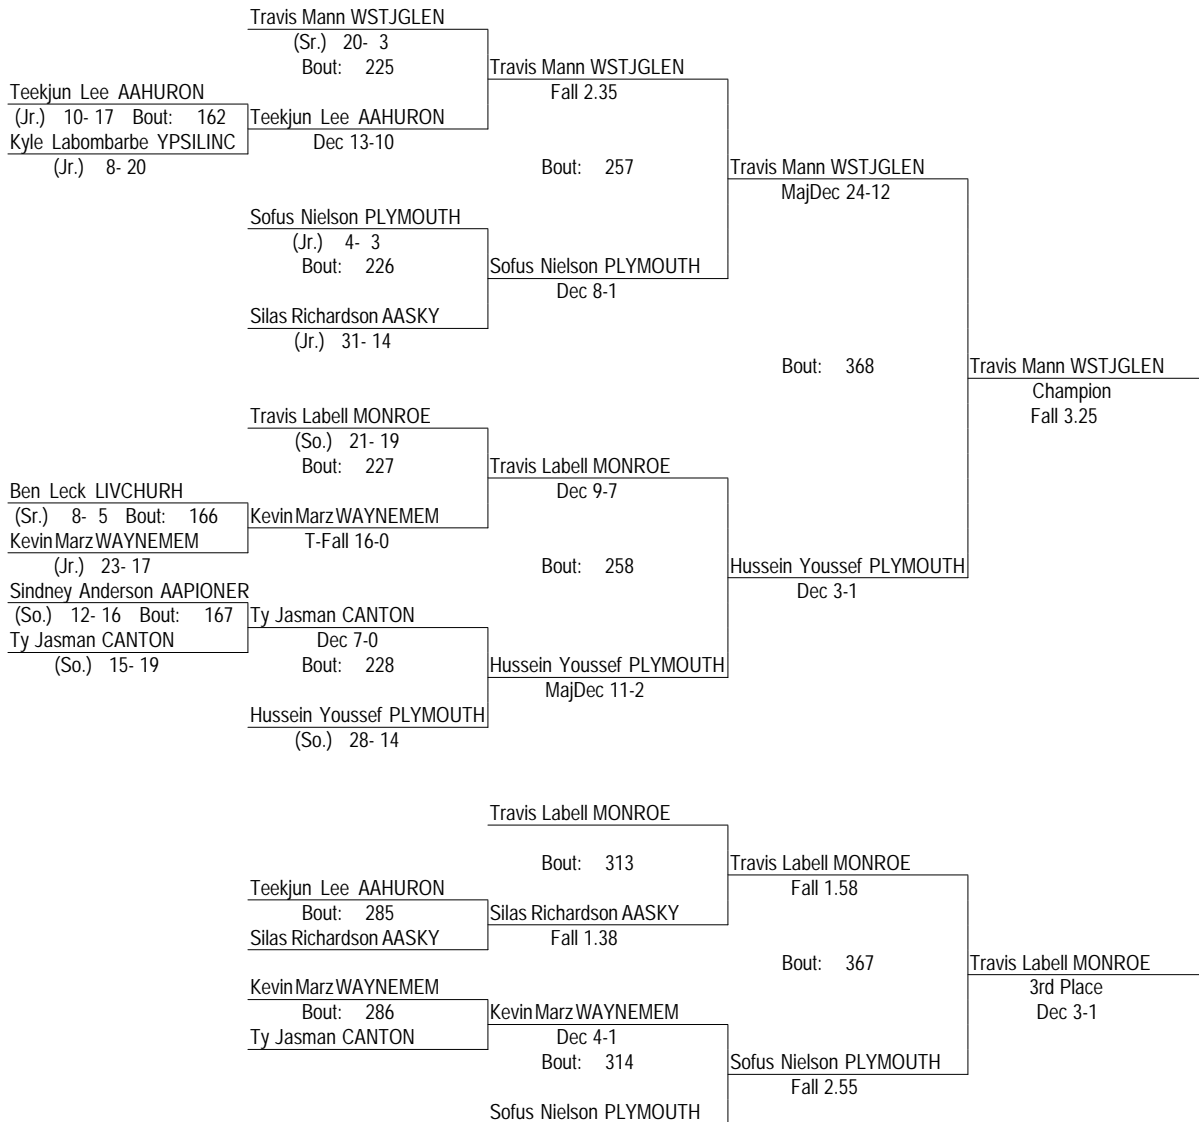 Travis Mann WSTJGLEN
(Sr.) 20- 3
Bout: 225
Travis Mann WSTJGLEN
Fall 2.35
Teekjun Lee AAHURON
(Jr.) 10- 17 Bout: 162
Teekjun Lee AAHURON
Kyle Labombarbe YPSILINC
Dec 13-10
(Jr.) 8- 20
Bout: 257
Travis Mann WSTJGLEN
MajDec 24-12
Sofus Nielson PLYMOUTH
(Jr.) 4- 3
Bout: 226
Sofus Nielson PLYMOUTH
Dec 8-1
Silas Richardson AASKY
(Jr.) 31- 14
Bout: 368
Travis Mann WSTJGLEN
Champion
Fall 3.25
Travis Labell MONROE
(So.) 21- 19
Bout: 227
Travis Labell MONROE
Dec 9-7
Ben Leck LIVCHURH
(Sr.) 8- 5 Bout: 166
Kevin Marz WAYNEMEM
Kevin Marz WAYNEMEM
T-Fall 16-0
(Jr.) 23- 17
Bout: 258
Hussein Youssef PLYMOUTH
Dec 3-1
Sindney Anderson AAPIONER
(So.) 12- 16 Bout: 167
Ty Jasman CANTON
Ty Jasman CANTON
Dec 7-0
(So.) 15- 19
Bout: 228
Hussein Youssef PLYMOUTH
MajDec 11-2
Hussein Youssef PLYMOUTH
(So.) 28- 14
Travis Labell MONROE
Bout: 313
Travis Labell MONROE
Fall 1.58
Teekjun Lee AAHURON
Bout: 285
Silas Richardson AASKY
Silas Richardson AASKY
Fall 1.38
Bout: 367
Travis Labell MONROE
3rd Place
Dec 3-1
Kevin Marz WAYNEMEM
Bout: 286
Kevin Marz WAYNEMEM
Ty Jasman CANTON
Dec 4-1
Bout: 314
Sofus Nielson PLYMOUTH
Fall 2.55
Sofus Nielson PLYMOUTH